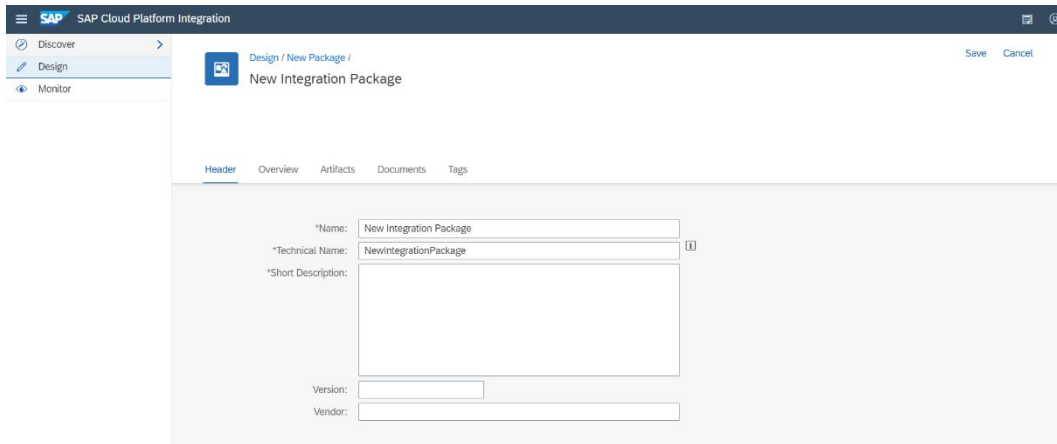 SAP SAP Cloud Platform Integration
Discover
Design
Monitor
Design / New Package /
New Integration Package
Save Cancel
Header Overview Artifacts Documents Tags
*Name: New Integration Package
*Technical Name: NewIntegrationPackage
*Short Description:
Version:
Vendor: